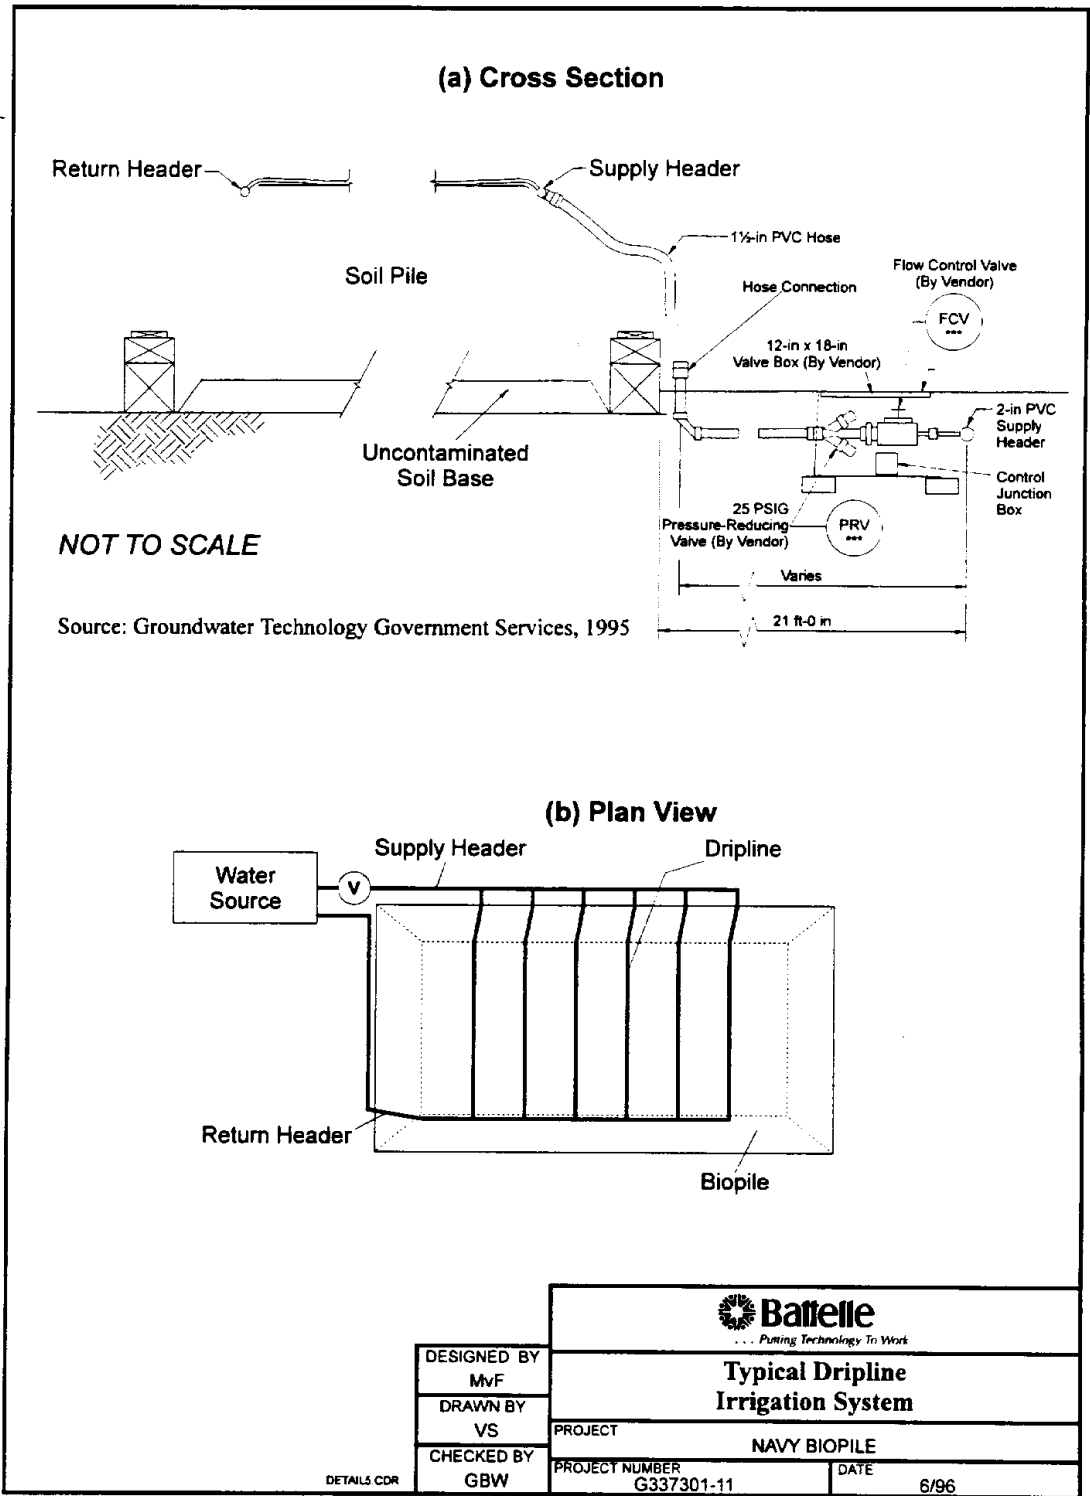 (a) Cross Section
Return Header
Supply Header
1½-in PVC Hose
Soil Pile
Flow Control Valve
(By Vendor)
Hose Connection
FCV
***
12-in x 18-in
Valve Box (By Vendor)
2-in PVC
Supply
Header
Uncontaminated
Soil Base
Control
Junction
Box
25 PSIG
Pressure-Reducing
Valve (By Vendor)
PRV
***
NOT TO SCALE
Varies
Source: Groundwater Technology Government Services, 1995
21 ft-0 in
(b) Plan View
Supply Header
Dripline
Water
Source
V
Return Header
Biopile
Battelle
. . . Putting Technology To Work
DESIGNED BY
MvF
Typical Dripline
Irrigation System
DRAWN BY
VS
PROJECT
NAVY BIOPILE
CHECKED BY
GBW
PROJECT NUMBER
G337301-11
DATE
6/96
DETAIL5.CDR